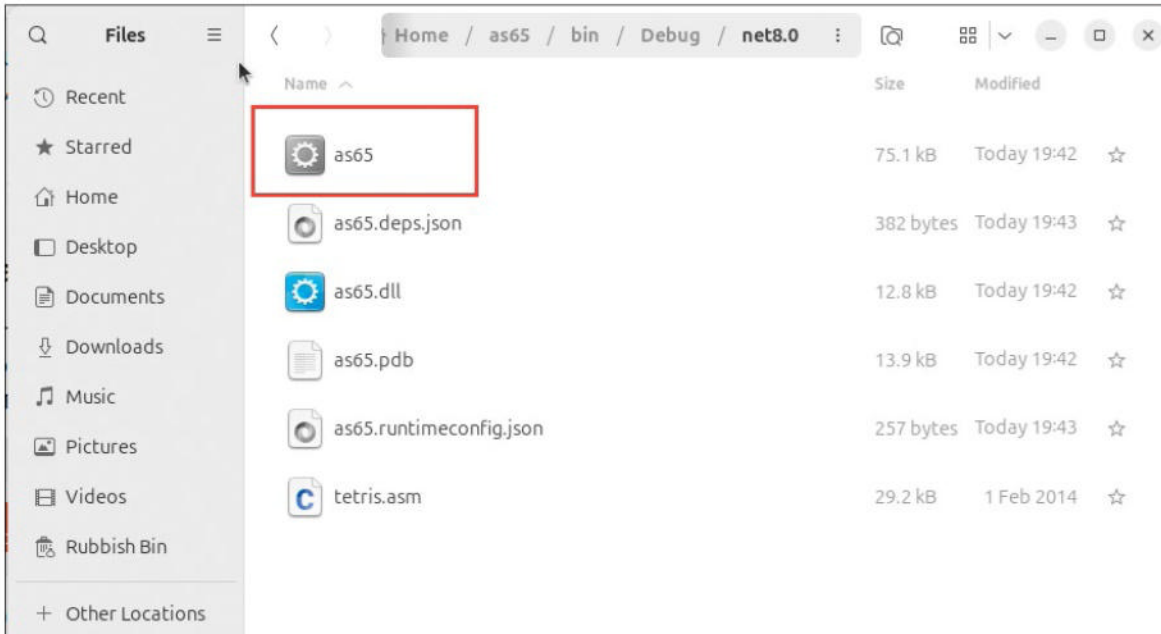 Files
Home / as65 / bin / Debug / net8.0
Recent
Starred
Home
Desktop
Documents
Downloads
Music
Pictures
Videos
Rubbish Bin
+ Other Locations
Name Size Modified
as65 75.1 kB Today 19:42
as65.deps.json 382 bytes Today 19:43
as65.dll 12.8 kB Today 19:42
as65.pdb 13.9 kB Today 19:42
as65.runtimeconfig.json 257 bytes Today 19:43
tetris.asm 29.2 kB 1 Feb 2014